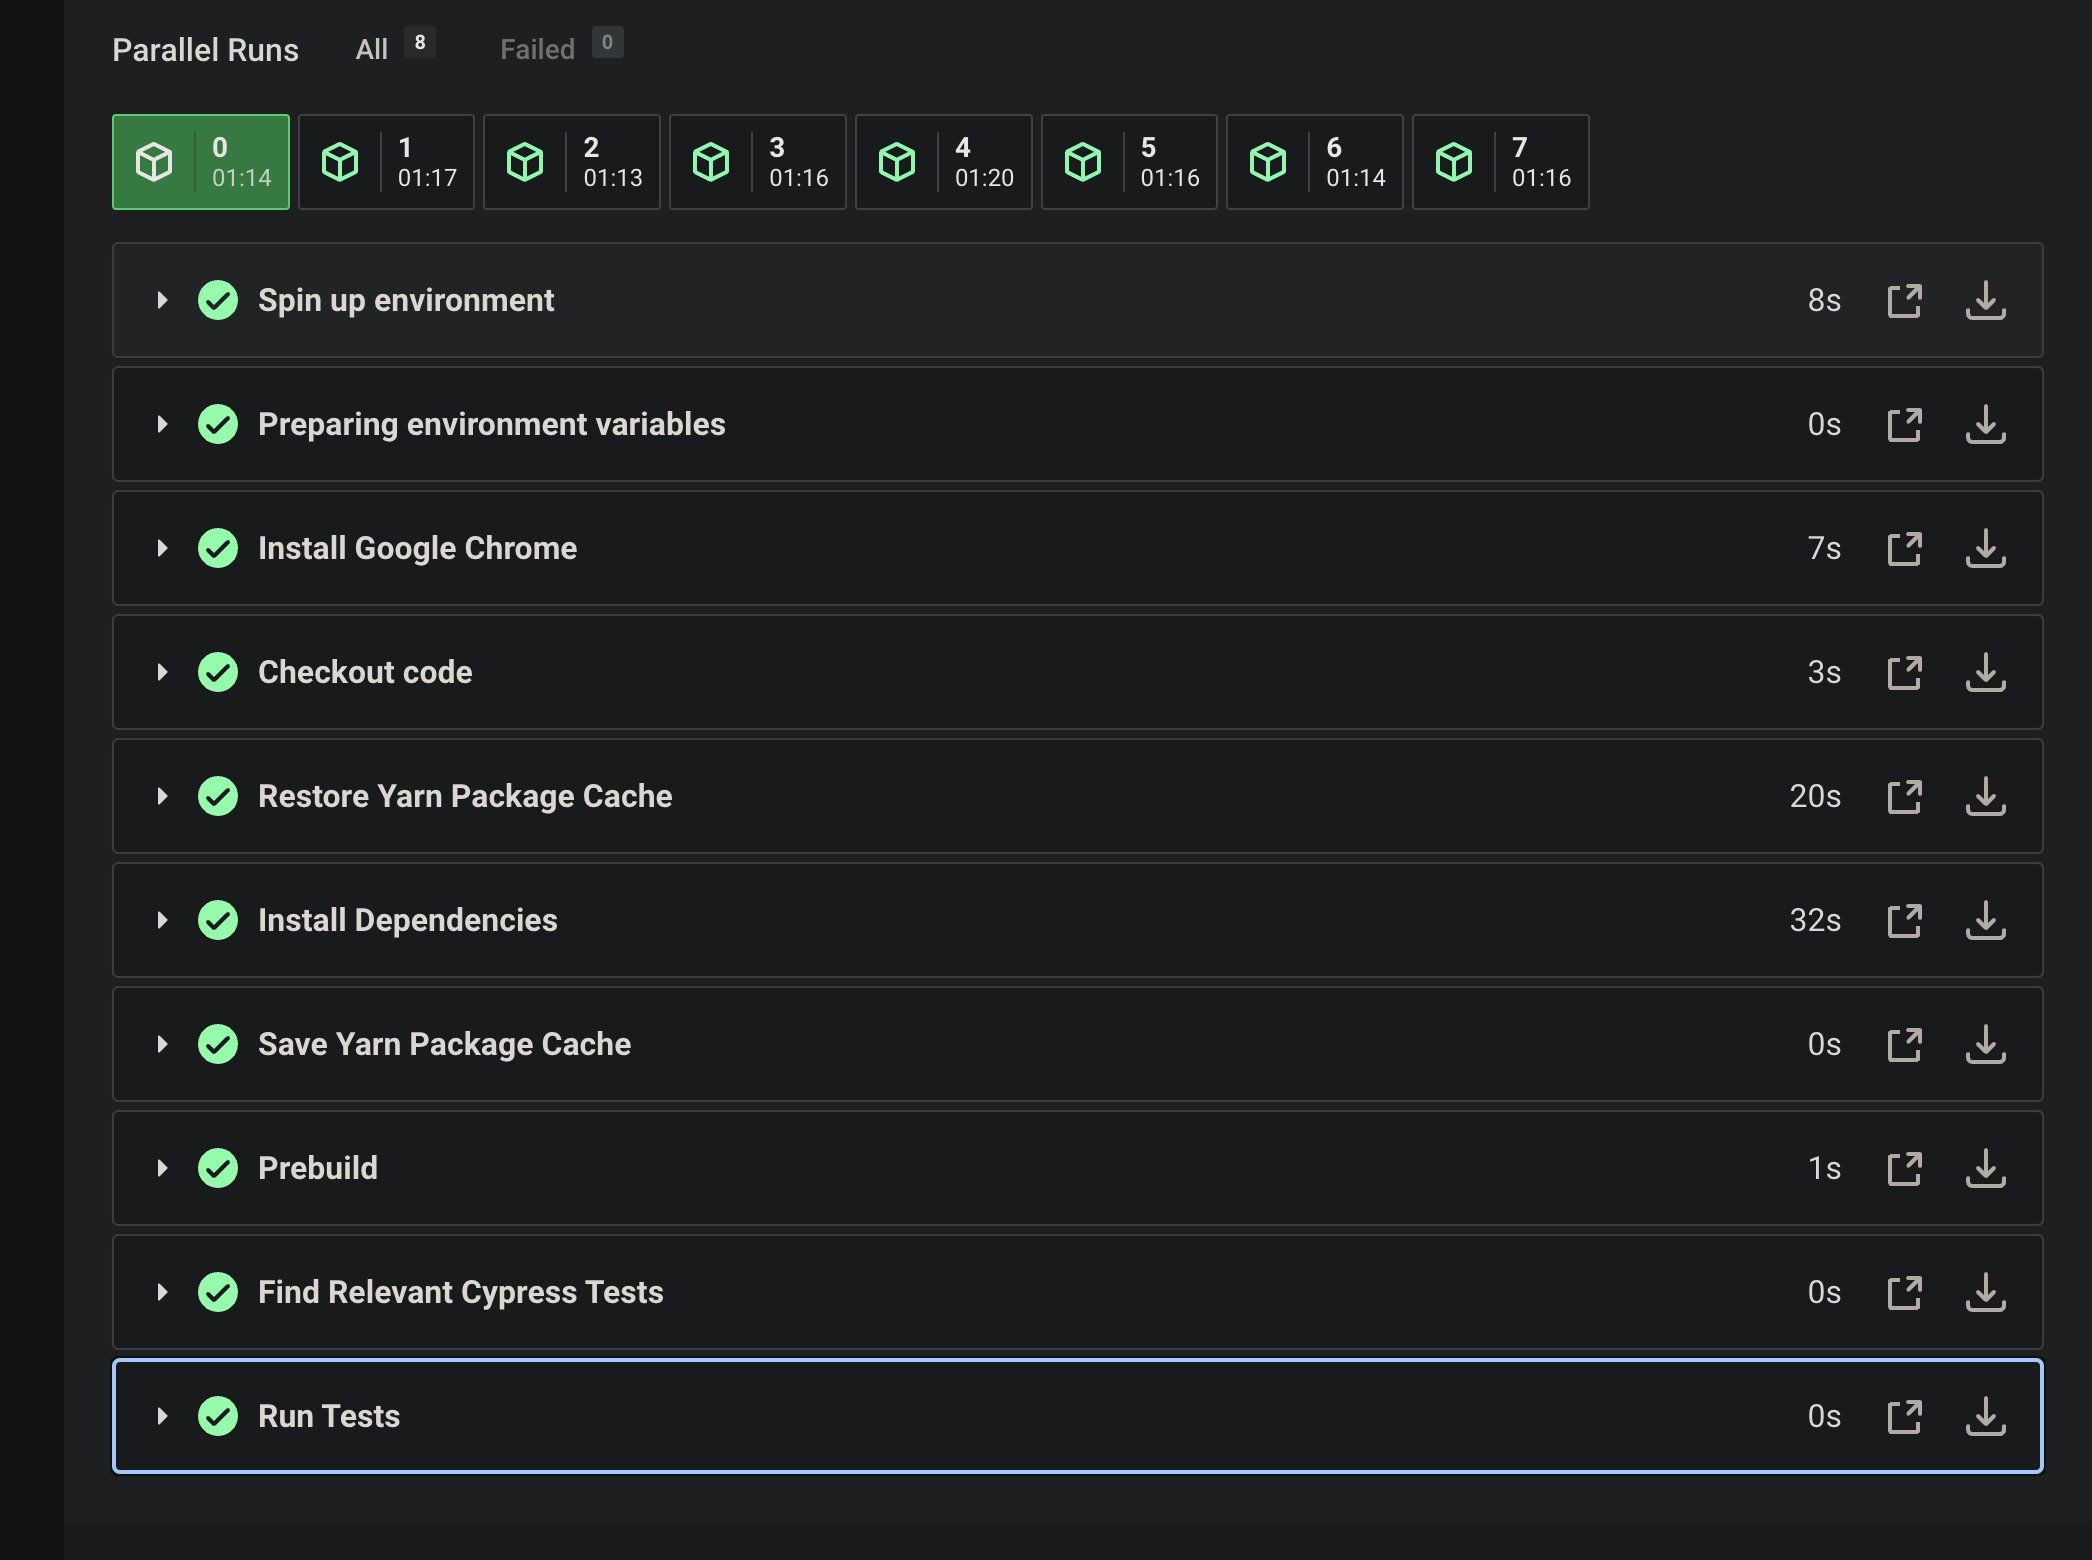 Parallel Runs All 8 Failed 0
0 1 2 3 4 5 6 7
01:14 01:17 01:13 01:16 01:20 01:16 01:14 01:16
Spin up environment 8s
Preparing environment variables 0s
Install Google Chrome 7s
Checkout code 3s
Restore Yarn Package Cache 20s
Install Dependencies 32s
Save Yarn Package Cache 0s
Prebuild 1s
Find Relevant Cypress Tests 0s
Run Tests 0s